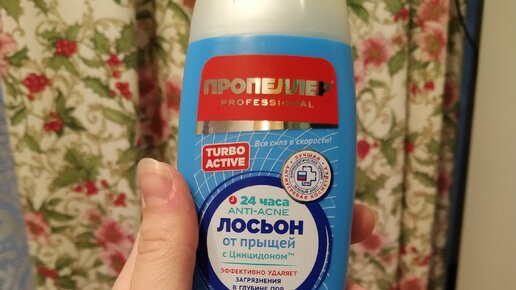 ПРОПЕЛЛЕР
PROFESSIONAL
Вся сила в скорости!
TURBO
ACTIVE
24 часа
ANTI-ACNE
ЛОСЬОН
от прыщей
с Цинцидоном™
ЭФФЕКТИВНО УДАЛЯЕТ
ЗАГРЯЗНЕНИЯ
В ГЛУБИНЕ ПОР